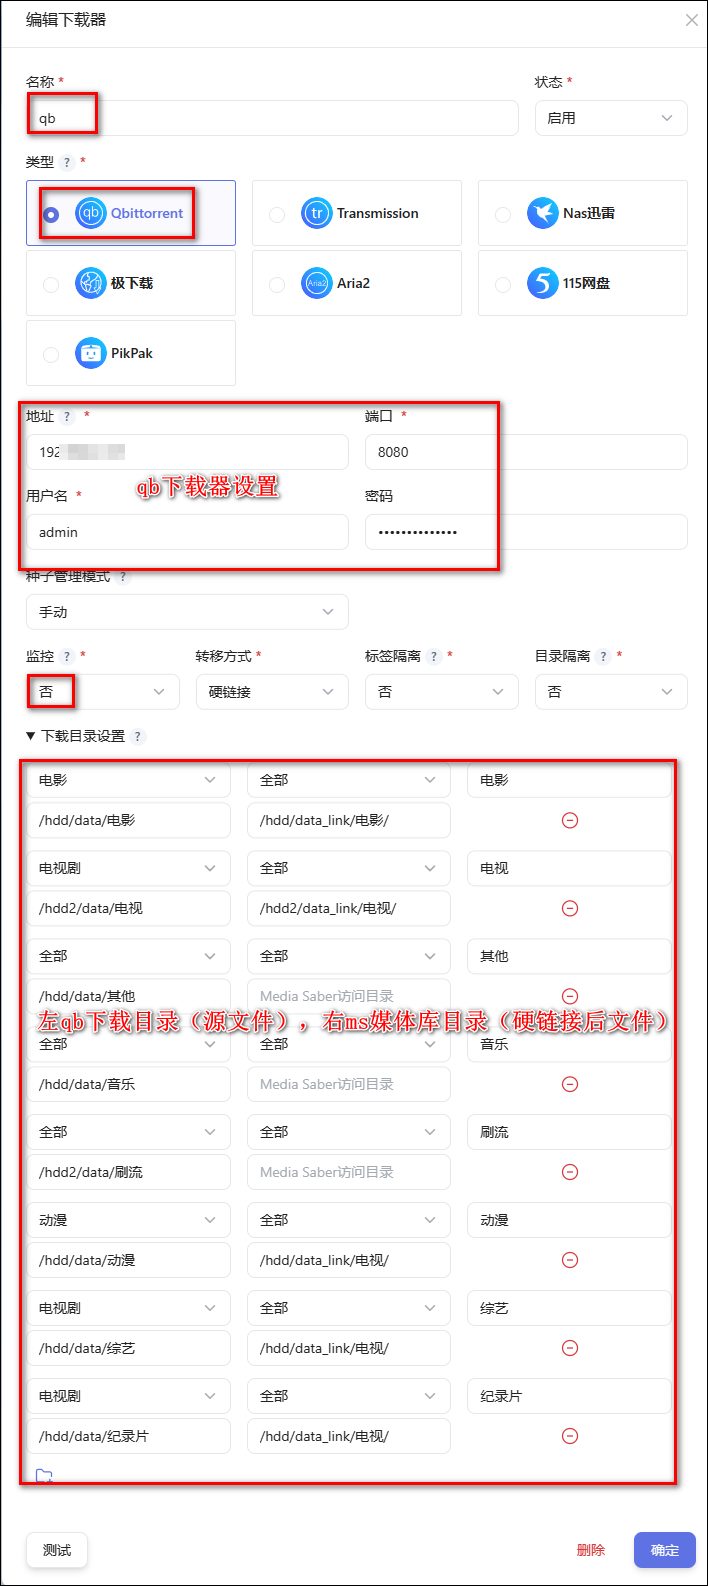 编辑下载器
名称 *
状态 *
qb
启用
类型 ? *
qb Qbittorrent
tr Transmission
Nas迅雷
极下载
Aria2 Aria2
5 115网盘
PikPak
地址 ? *
端口 *
192
8080
qb下载器设置
用户名 *
密码
admin
••••••••••••••
种子管理模式 ?
手动
监控 ? *
转移方式 *
标签隔离 ? *
目录隔离 ? *
否
硬链接
否
否
▼ 下载目录设置 ?
电影
全部
电影
/hdd/data/电影
/hdd/data_link/电影/
电视剧
全部
电视
/hdd2/data/电视
/hdd2/data_link/电视/
全部
全部
其他
/hdd/data/其他
Media Saber访问目录
左qb下载目录（源文件），右ms媒体库目录（硬链接后文件）
全部
全部
音乐
/hdd/data/音乐
Media Saber访问目录
全部
全部
刷流
/hdd2/data/刷流
Media Saber访问目录
动漫
全部
动漫
/hdd/data/动漫
/hdd/data_link/电视/
电视剧
全部
综艺
/hdd/data/综艺
/hdd/data_link/电视/
电视剧
全部
纪录片
/hdd/data/纪录片
/hdd/data_link/电视/
测试
删除
确定